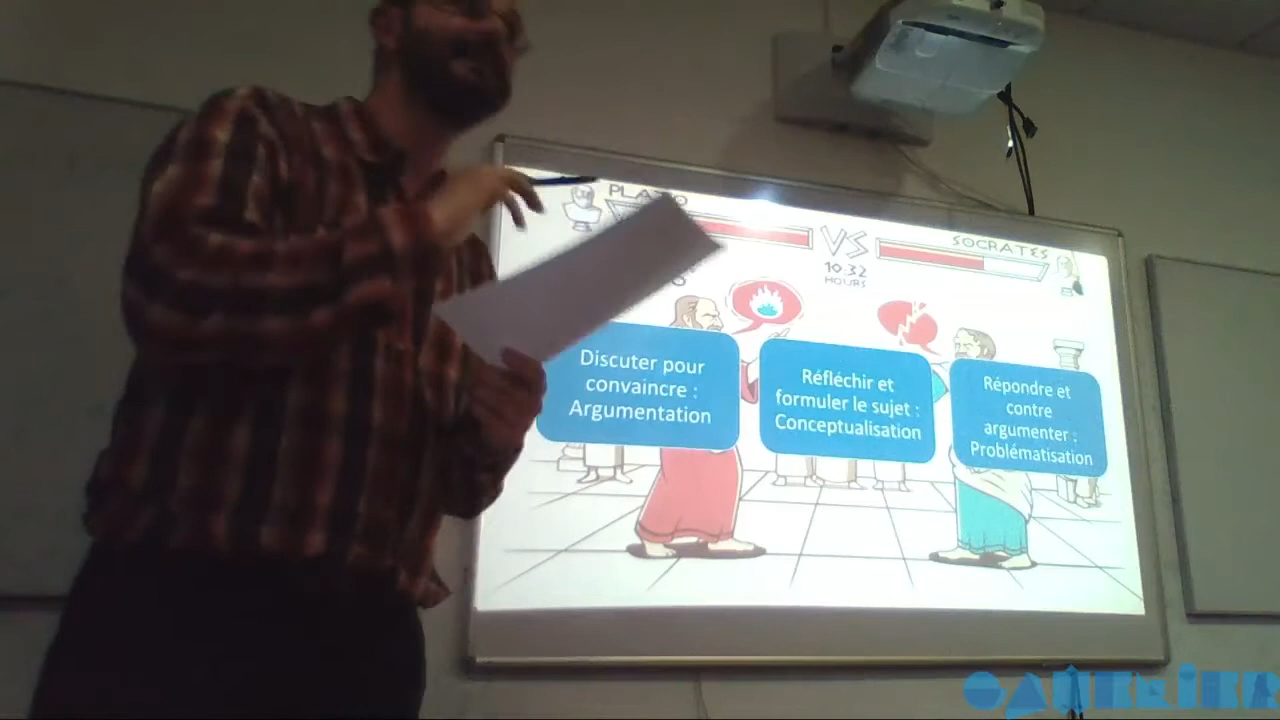 PLATO
VS
SOCRATES
10:32
HOURS
Discuter pour
convaincre :
Argumentation
Réfléchir et
formuler le sujet :
Conceptualisation
Répondre et
contre
argumenter :
Problématisation